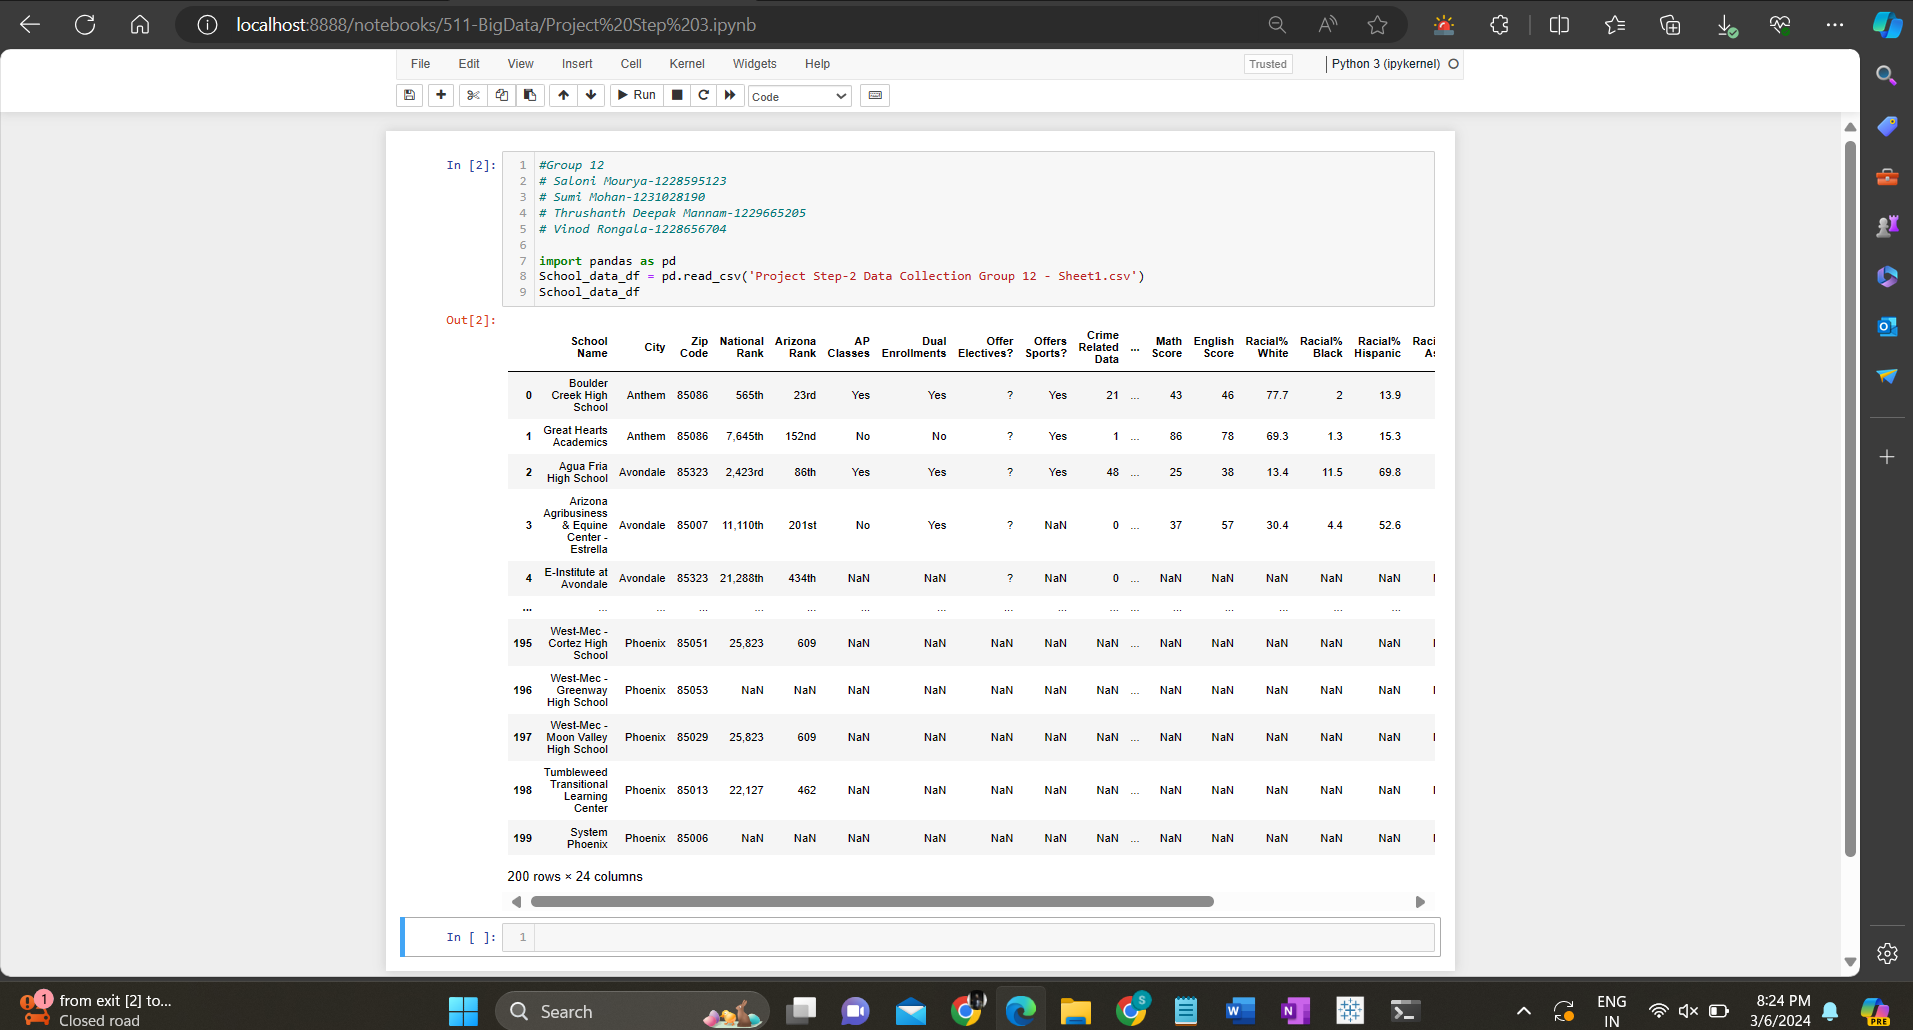 localhost:8888/notebooks/511-BigData/Project%20Step%203.ipynb
File Edit View Insert Cell Kernel Widgets Help Trusted Python 3 (ipykernel)
Run Code
In [2]:
1 #Group 12
2 # Saloni Mourya-1228595123
3 # Sumi Mohan-1231028190
4 # Thrushanth Deepak Mannam-1229665205
5 # Vinod Rongala-1228656704
6
7 import pandas as pd
8 School_data_df = pd.read_csv('Project Step-2 Data Collection Group 12 - Sheet1.csv')
9 School_data_df
Out[2]:
School Name City Zip Code National Rank Arizona Rank AP Classes Dual Enrollments Offer Electives? Offers Sports? Crime Related Data ... Math Score English Score Racial% White Racial% Black Racial% Hispanic Raci A
0 Boulder Creek High School Anthem 85086 565th 23rd Yes Yes ? Yes 21 ... 43 46 77.7 2 13.9
1 Great Hearts Academics Anthem 85086 7,645th 152nd No No ? Yes 1 ... 86 78 69.3 1.3 15.3
2 Agua Fria High School Avondale 85323 2,423rd 86th Yes Yes ? Yes 48 ... 25 38 13.4 11.5 69.8
3 Arizona Agribusiness & Equine Center - Estrella Avondale 85007 11,110th 201st No Yes ? NaN 0 ... 37 57 30.4 4.4 52.6
4 E-Institute at Avondale Avondale 85323 21,288th 434th NaN NaN ? NaN 0 ... NaN NaN NaN NaN NaN
... ... ... ... ... ... ... ... ... ... ... ... ... ... ... ... ...
195 West-Mec - Cortez High School Phoenix 85051 25,823 609 NaN NaN NaN NaN NaN ... NaN NaN NaN NaN NaN
196 West-Mec - Greenway High School Phoenix 85053 NaN NaN NaN NaN NaN NaN NaN ... NaN NaN NaN NaN NaN
197 West-Mec - Moon Valley High School Phoenix 85029 25,823 609 NaN NaN NaN NaN NaN ... NaN NaN NaN NaN NaN
198 Tumbleweed Transitional Learning Center Phoenix 85013 22,127 462 NaN NaN NaN NaN NaN ... NaN NaN NaN NaN NaN
199 System Phoenix Phoenix 85006 NaN NaN NaN NaN NaN NaN NaN ... NaN NaN NaN NaN NaN
200 rows × 24 columns
In [ ]: 1
1 from exit [2] to...
Closed road
Search
ENG
IN
8:24 PM
3/6/2024
PRE